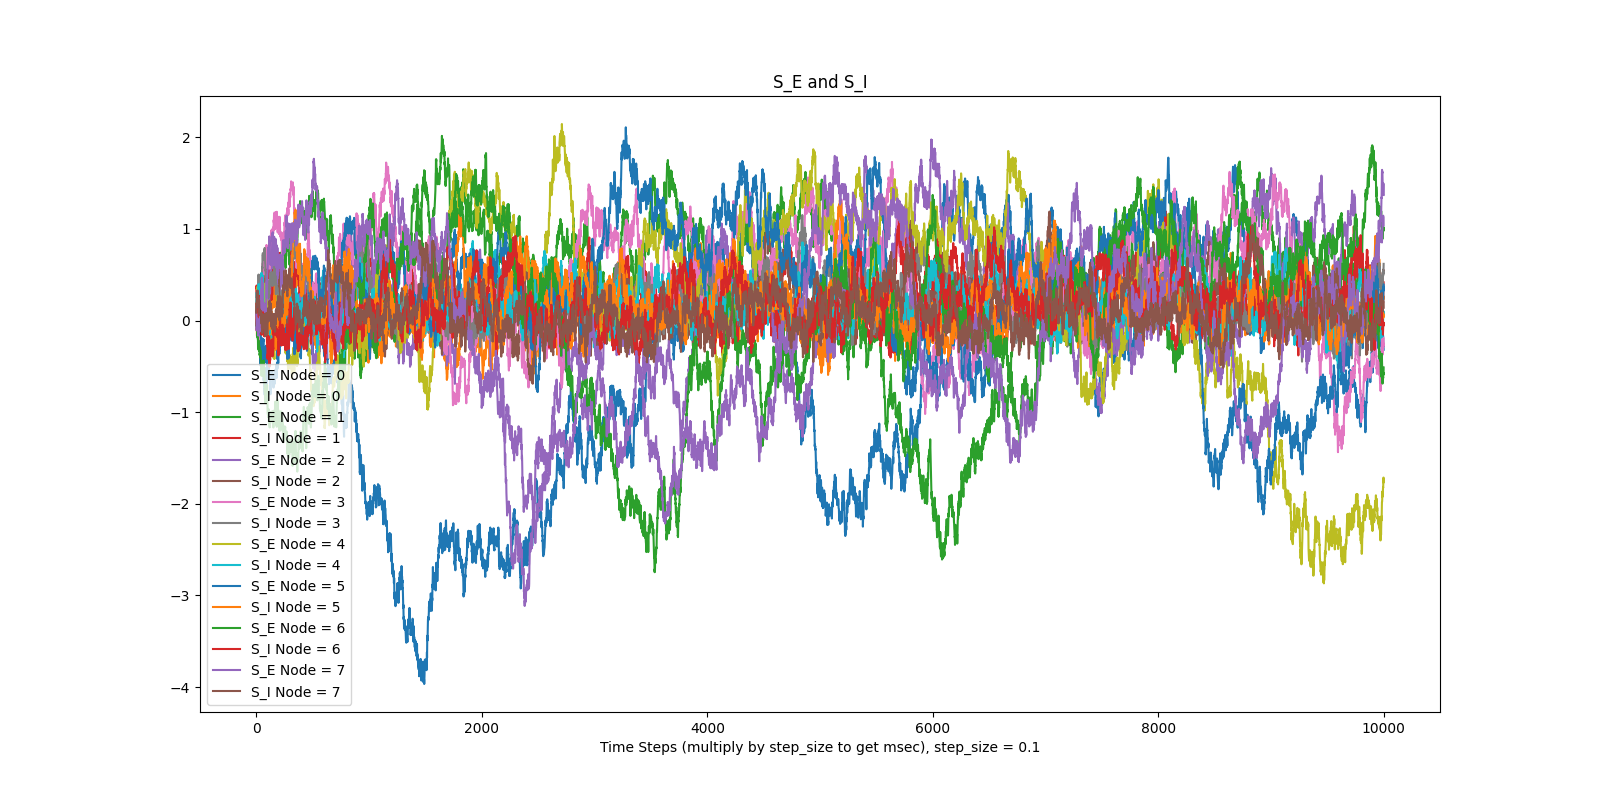 S_E and S_I
2
1
0
−1
−2
−3
−4
S_E Node = 0
S_I Node = 0
S_E Node = 1
S_I Node = 1
S_E Node = 2
S_I Node = 2
S_E Node = 3
S_I Node = 3
S_E Node = 4
S_I Node = 4
S_E Node = 5
S_I Node = 5
S_E Node = 6
S_I Node = 6
S_E Node = 7
S_I Node = 7
0 2000 4000 6000 8000 10000
Time Steps (multiply by step_size to get msec), step_size = 0.1